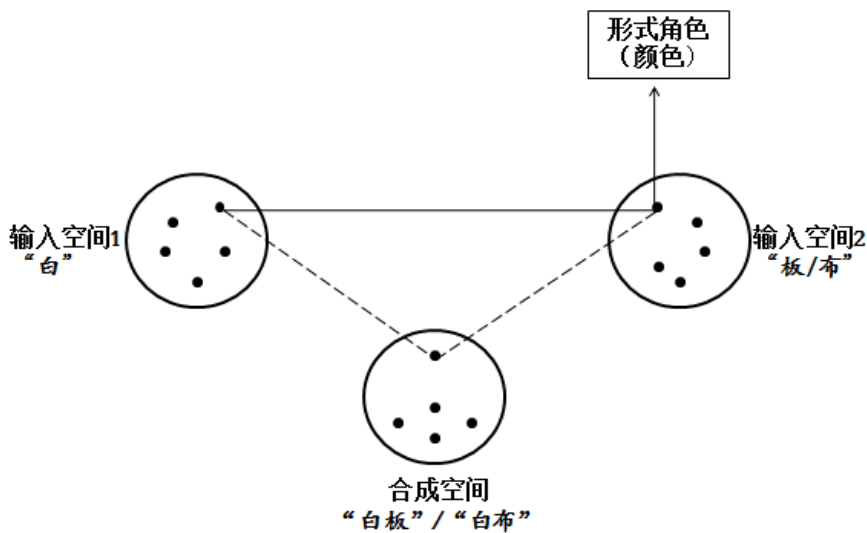 形式角色
（颜色）
输入空间1
“白”
输入空间2
“板/布”
合成空间
“白板”/“白布”